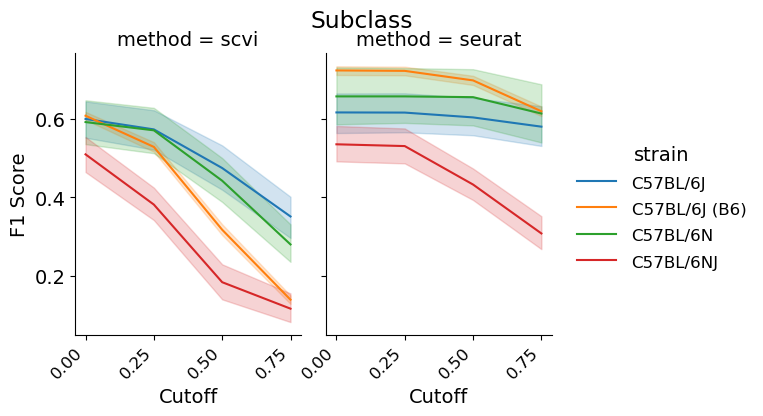 Subclass
method = scvi
method = seurat
F1 Score
0.6
0.4
0.2
0.00
0.25
0.50
0.75
Cutoff
0.00
0.25
0.50
0.75
Cutoff
strain
C57BL/6J
C57BL/6J (B6)
C57BL/6N
C57BL/6NJ